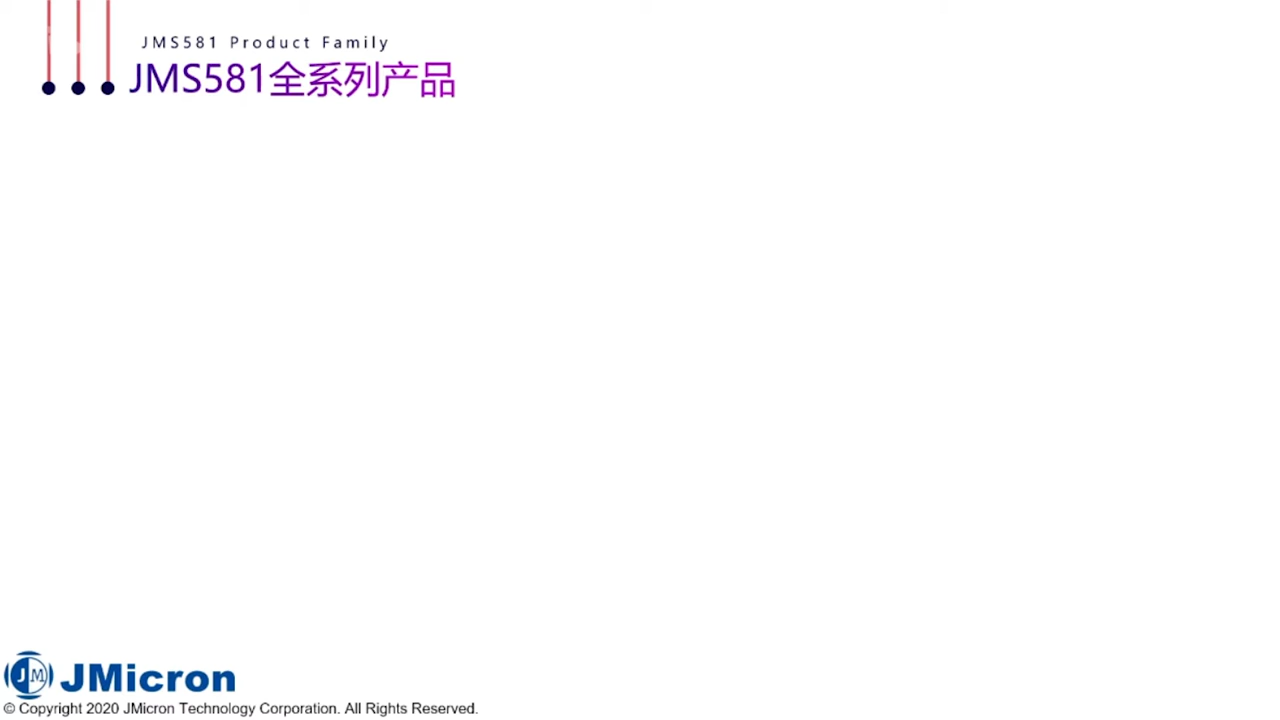 JMS581 Product Family
JMS581全系列产品
JM JMicron
© Copyright 2020 JMicron Technology Corporation. All Rights Reserved.